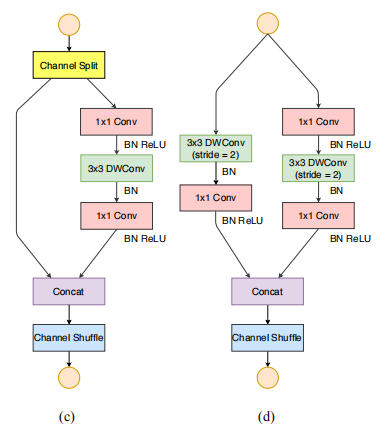 Channel Split
1x1 Conv
BN ReLU
3x3 DWConv
BN
1x1 Conv
BN ReLU
Concat
Channel Shuffle
(c)
3x3 DWConv
(stride = 2)
BN
1x1 Conv
BN ReLU
1x1 Conv
BN ReLU
3x3 DWConv
(stride = 2)
BN
1x1 Conv
BN ReLU
Concat
Channel Shuffle
(d)